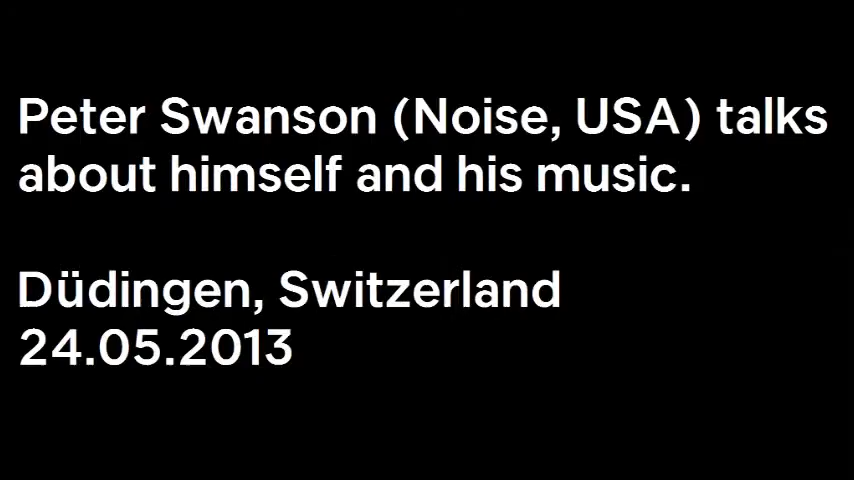 Peter Swanson (Noise, USA) talks
about himself and his music.
Düdingen, Switzerland
24.05.2013